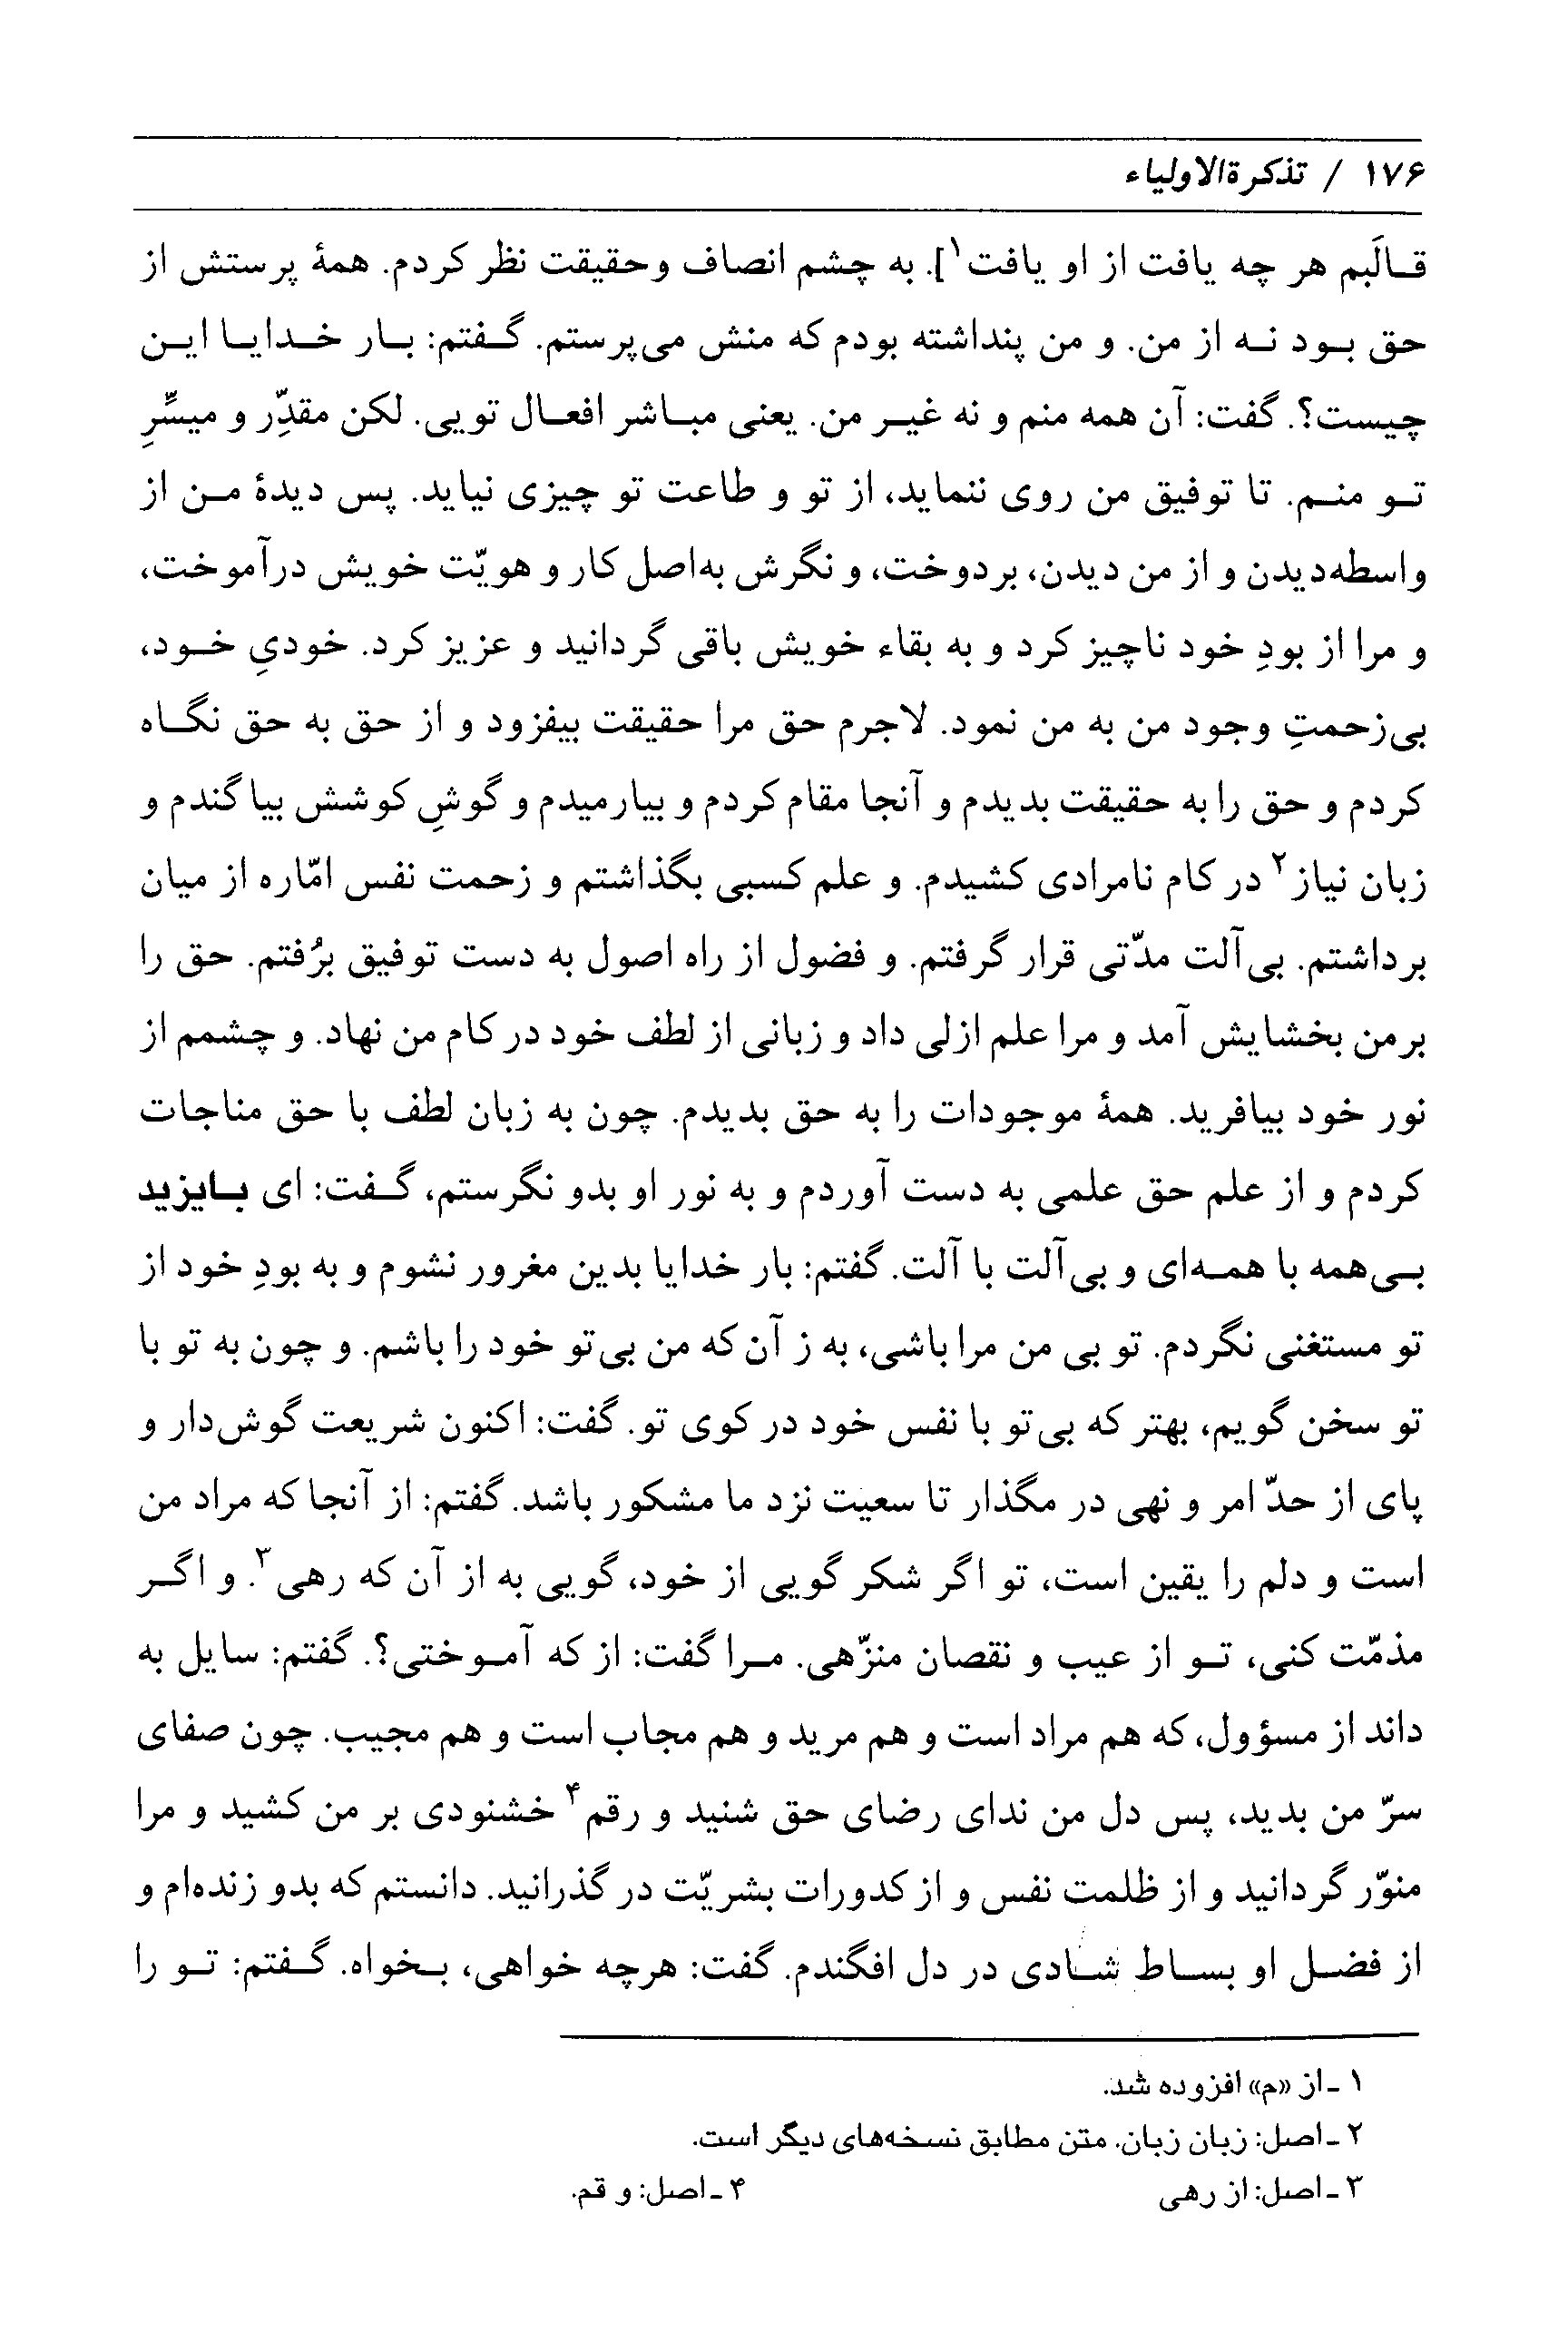 ۱۷۶ / تذکرةالاولیاء
قالَبم هر چه یافت از او یافت۱]. به چشم انصاف وحقیقت نظر کردم. همهٔ پرستش از
حق بود نه از من. و من پنداشته بودم که منش می‌پرستم. گفتم: بار خدایا این
چیست؟. گفت: آن همه منم و نه غیر من. یعنی مباشر افعال تویی. لکن مقدِّر و میسِّرِ
تو منم. تا توفیق من روی ننماید، از تو و طاعت تو چیزی نیاید. پس دیدهٔ من از
واسطه‌دیدن و از من دیدن، بردوخت، و نگرش به‌اصل کار و هویّت خویش درآموخت،
و مرا از بودِ خود ناچیز کرد و به بقاء خویش باقی گردانید و عزیز کرد. خودیِ خود،
بی‌زحمتِ وجود من به من نمود. لاجرم حق مرا حقیقت بیفزود و از حق به حق نگاه
کردم و حق را به حقیقت بدیدم و آنجا مقام کردم و بیارمیدم و گوشِ کوشش بیاگندم و
زبان نیاز۲ در کام نامرادی کشیدم. و علم کسبی بگذاشتم و زحمت نفس امّاره از میان
برداشتم. بی‌آلت مدّتی قرار گرفتم. و فضول از راه اصول به دست توفیق برُفتم. حق را
برمن بخشایش آمد و مرا علم ازلی داد و زبانی از لطف خود در کام من نهاد. و چشمم از
نور خود بیافرید. همهٔ موجودات را به حق بدیدم. چون به زبان لطف با حق مناجات
کردم و از علم حق علمی به دست آوردم و به نور او بدو نگرستم، گفت: ای بایزید
بی‌همه با همه‌ای و بی‌آلت با آلت. گفتم: بار خدایا بدین مغرور نشوم و به بودِ خود از
تو مستغنی نگردم. تو بی من مرا باشی، به ز آن که من بی‌تو خود را باشم. و چون به تو با
تو سخن گویم، بهتر که بی‌تو با نفس خود در کوی تو. گفت: اکنون شریعت گوش‌دار و
پای از حدّ امر و نهی در مگذار تا سعیت نزد ما مشکور باشد. گفتم: از آنجا که مراد من
است و دلم را یقین است، تو اگر شکر گویی از خود، گویی به از آن که رهی۳. و اگر
مذمّت کنی، تو از عیب و نقصان منزّهی. مرا گفت: از که آموختی؟. گفتم: سایل به
داند از مسؤول، که هم مراد است و هم مرید و هم مجاب است و هم مجیب. چون صفای
سرّ من بدید، پس دل من ندای رضای حق شنید و رقم۴ خشنودی بر من کشید و مرا
منوّر گردانید و از ظلمت نفس و از کدورات بشریّت در گذرانید. دانستم که بدو زنده‌ام و
از فضل او بساط شادی در دل افگندم. گفت: هرچه خواهی، بخواه. گفتم: تو را
۱ - از «م» افزوده شد.
۲ - اصل: زبان زبان. متن مطابق نسخه‌های دیگر است.
۳ - اصل: از رهی ۴ - اصل: و قم.